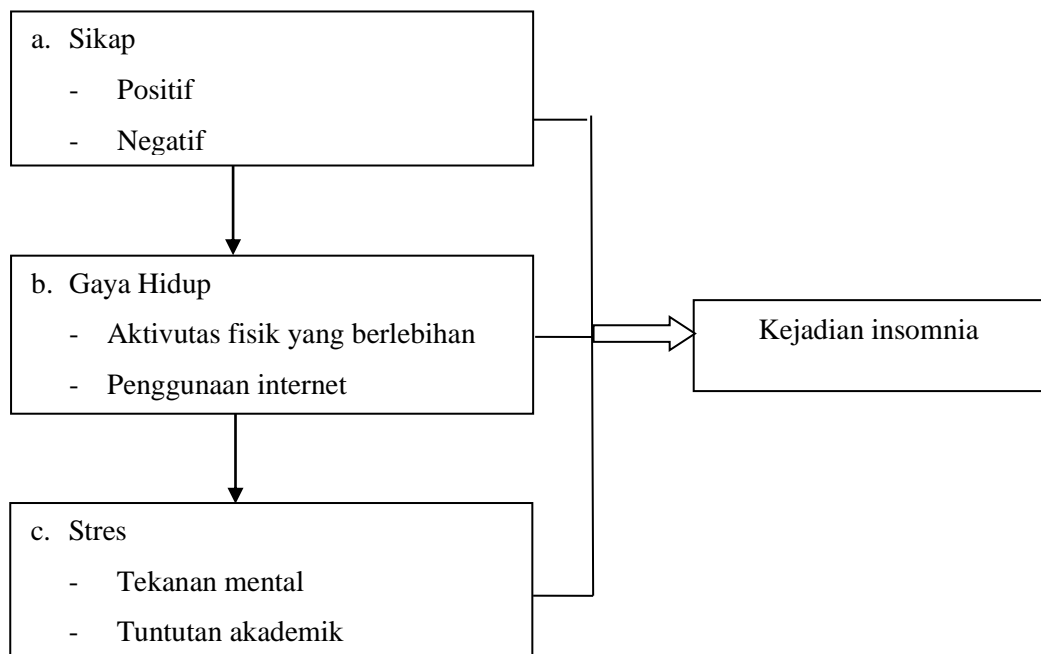 a. Sikap
- Positif
- Negatif
b. Gaya Hidup
- Aktivutas fisik yang berlebihan
- Penggunaan internet
Kejadian insomnia
c. Stres
- Tekanan mental
- Tuntutan akademik